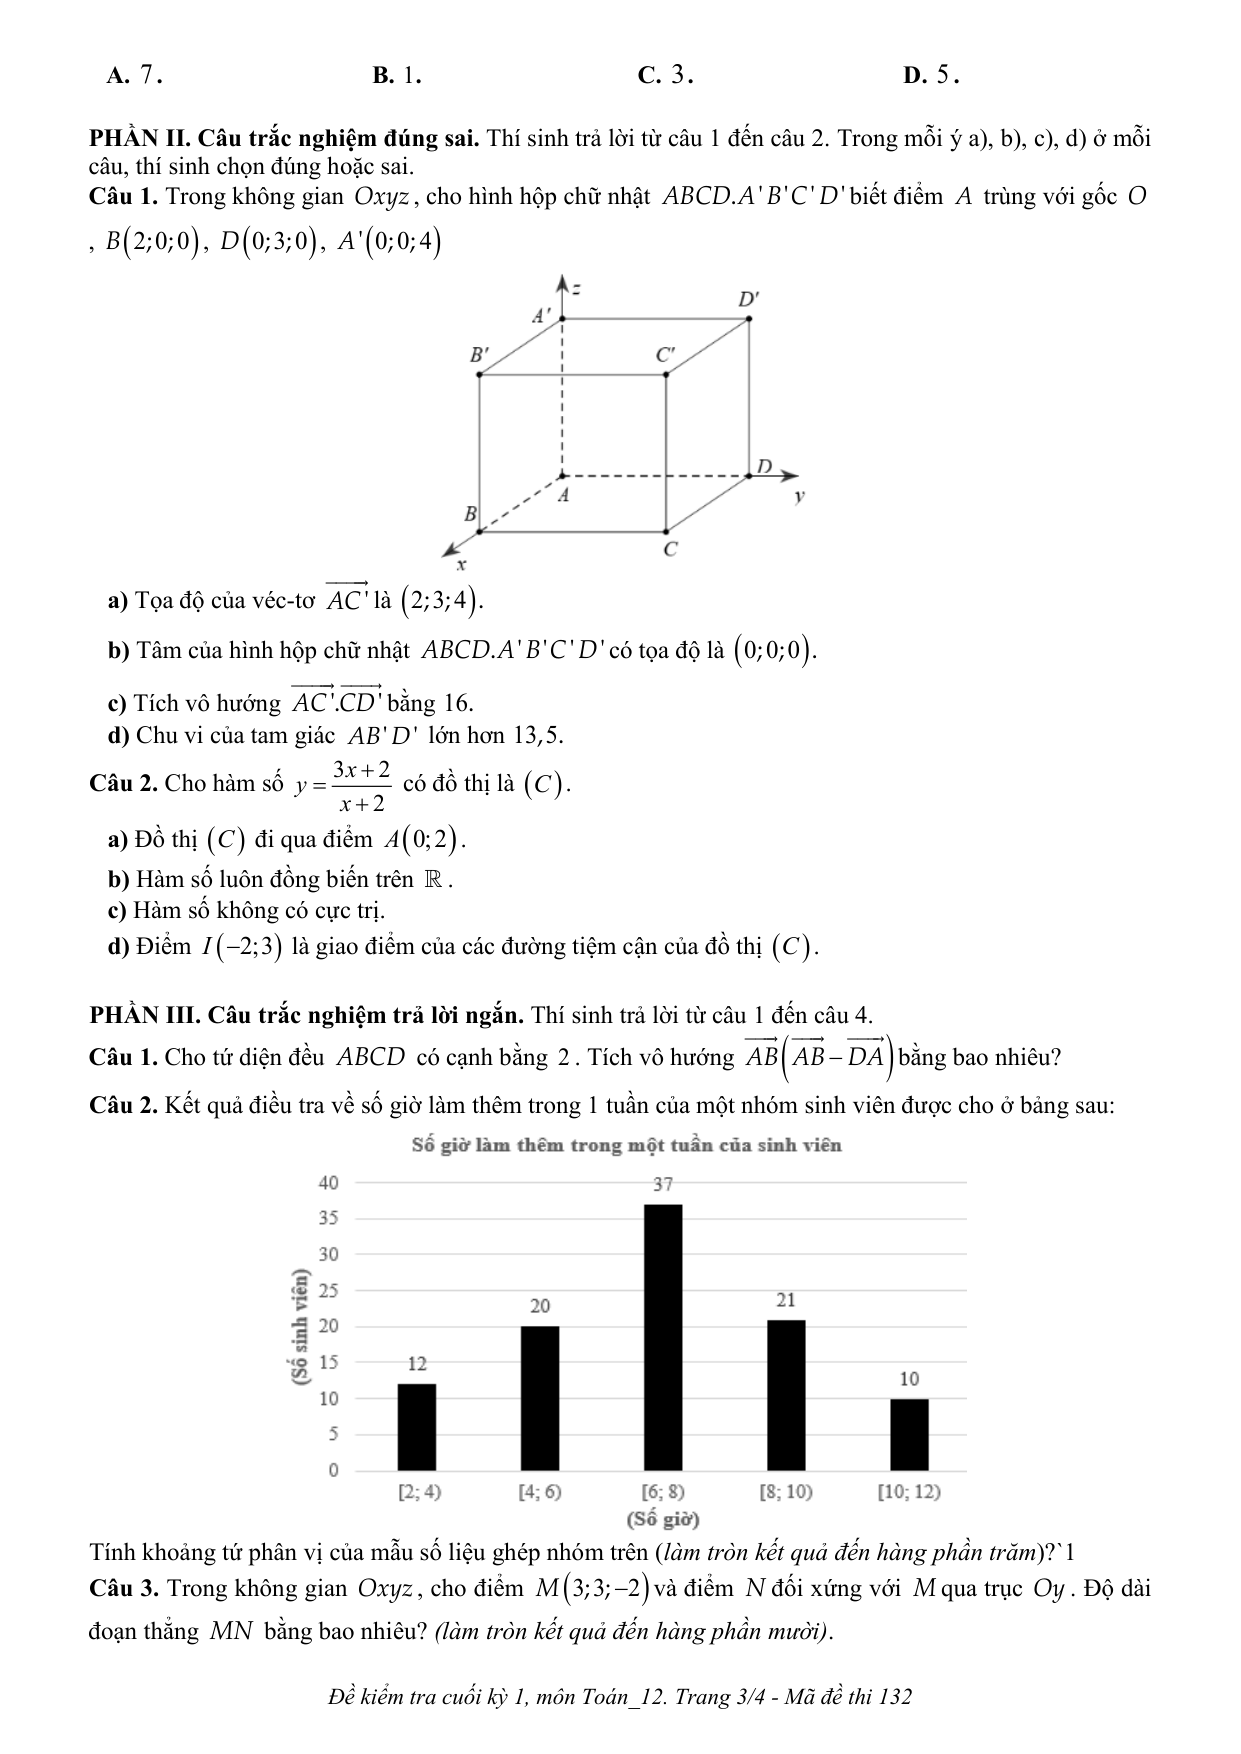 A. 7. B. 1. C. 3. D. 5.
PHẦN II. Câu trắc nghiệm đúng sai. Thí sinh trả lời từ câu 1 đến câu 2. Trong mỗi ý a), b), c), d) ở mỗi
câu, thí sinh chọn đúng hoặc sai.
Câu 1. Trong không gian Oxyz, cho hình hộp chữ nhật ABCD.A'B'C'D' biết điểm A trùng với gốc O
, B(2;0;0), D(0;3;0), A'(0;0;4)
z
D'
A'
B'
C'
D
A
y
B
C
x
a) Tọa độ của véc-tơ \overrightarrow{AC'} là (2;3;4).
b) Tâm của hình hộp chữ nhật ABCD.A'B'C'D' có tọa độ là (0;0;0).
c) Tích vô hướng \overrightarrow{AC'}.\overrightarrow{CD'} bằng 16.
d) Chu vi của tam giác AB'D' lớn hơn 13,5.
Câu 2. Cho hàm số y = \frac{3x+2}{x+2} có đồ thị là (C).
a) Đồ thị (C) đi qua điểm A(0;2).
b) Hàm số luôn đồng biến trên ℝ.
c) Hàm số không có cực trị.
d) Điểm I(−2;3) là giao điểm của các đường tiệm cận của đồ thị (C).
PHẦN III. Câu trắc nghiệm trả lời ngắn. Thí sinh trả lời từ câu 1 đến câu 4.
Câu 1. Cho tứ diện đều ABCD có cạnh bằng 2. Tích vô hướng \overrightarrow{AB}(\overrightarrow{AB} − \overrightarrow{DA}) bằng bao nhiêu?
Câu 2. Kết quả điều tra về số giờ làm thêm trong 1 tuần của một nhóm sinh viên được cho ở bảng sau:
Số giờ làm thêm trong một tuần của sinh viên
(Số sinh viên)
40
35
30
25
20
15
10
5
0
12
20
37
21
10
[2; 4) [4; 6) [6; 8) [8; 10) [10; 12)
(Số giờ)
Tính khoảng tứ phân vị của mẫu số liệu ghép nhóm trên (làm tròn kết quả đến hàng phần trăm)?`1
Câu 3. Trong không gian Oxyz, cho điểm M(3;3;−2) và điểm N đối xứng với M qua trục Oy. Độ dài
đoạn thẳng MN bằng bao nhiêu? (làm tròn kết quả đến hàng phần mười).
Đề kiểm tra cuối kỳ 1, môn Toán_12. Trang 3/4 - Mã đề thi 132